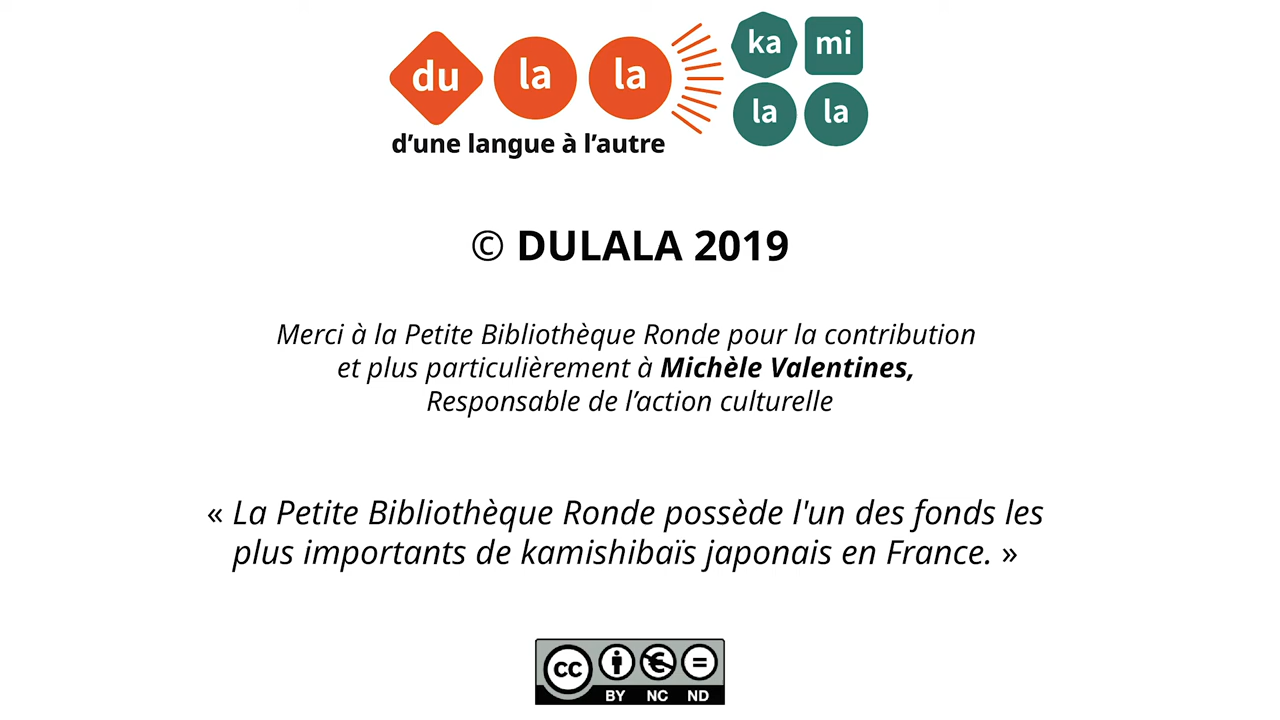 du la la
ka mi
la la
d’une langue à l’autre
© DULALA 2019
Merci à la Petite Bibliothèque Ronde pour la contribution
et plus particulièrement à Michèle Valentines,
Responsable de l’action culturelle
« La Petite Bibliothèque Ronde possède l'un des fonds les
plus importants de kamishibaïs japonais en France. »
cc
BY NC ND